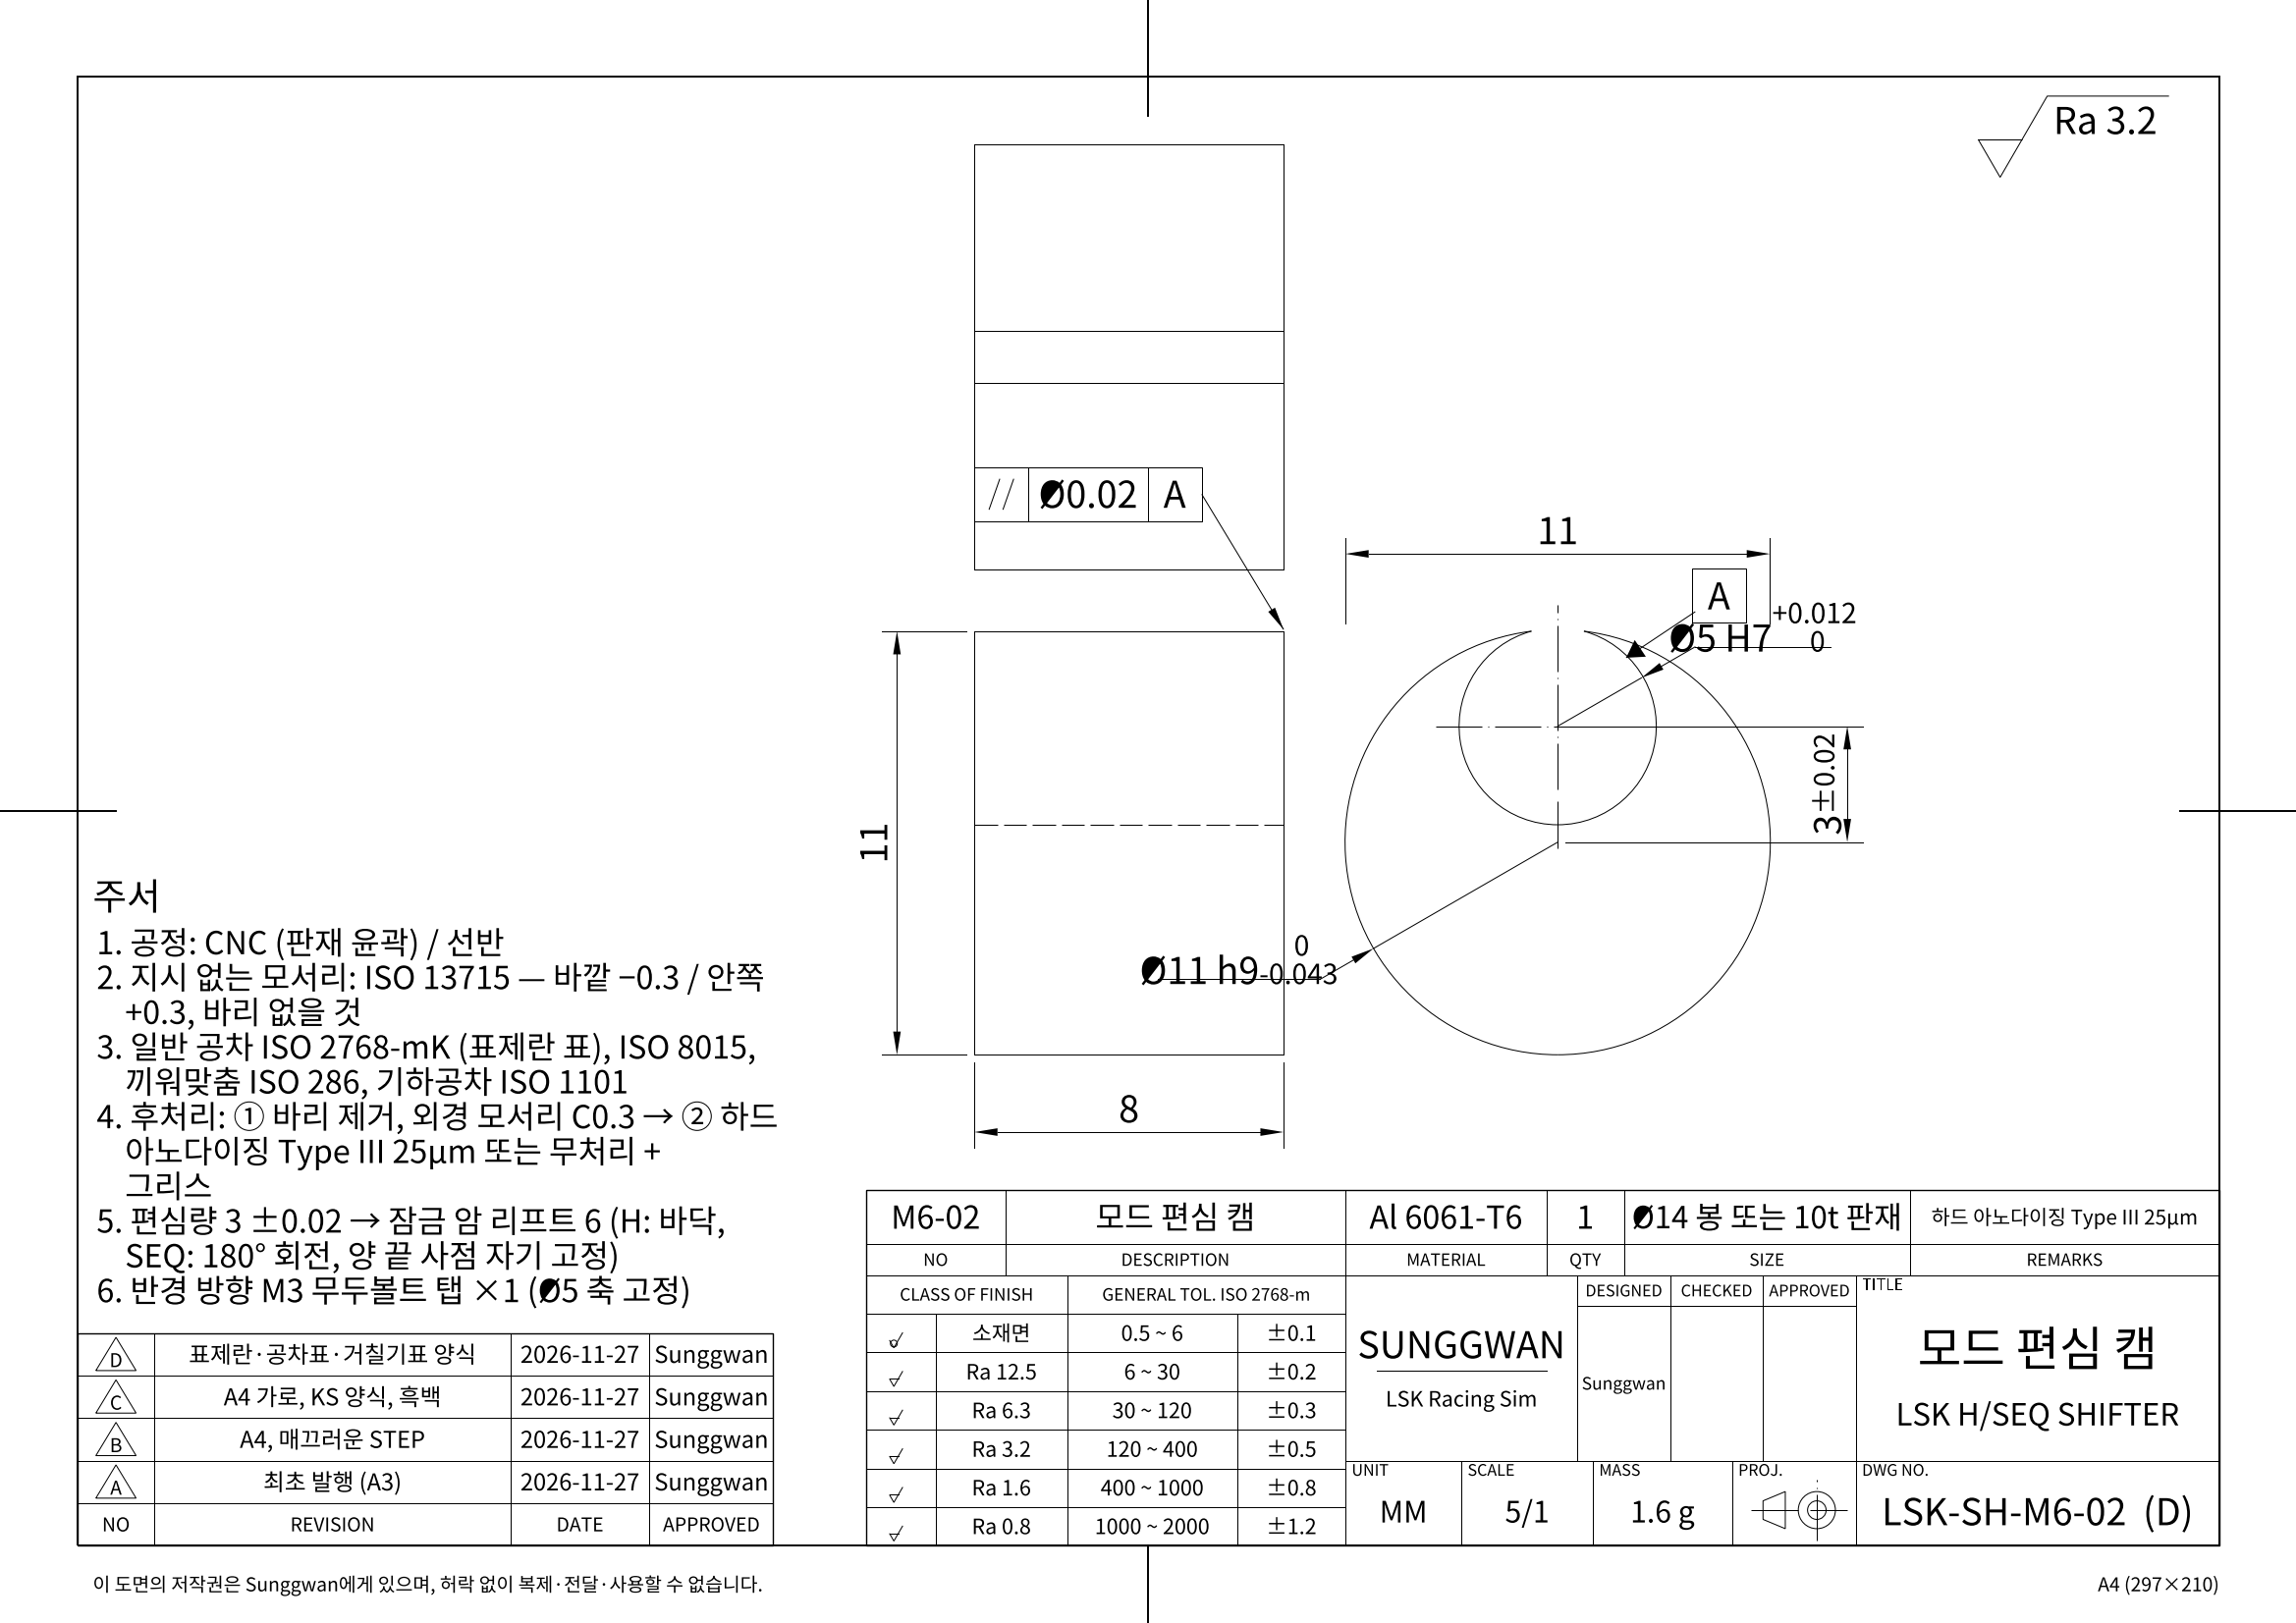 Ra 3.2
// Ø0.02 A
11
A
+0.012
Ø5 H7 0
3±0.02
11
0
Ø11 h9-0.043
8
주서
1. 공정: CNC (판재 윤곽) / 선반
2. 지시 없는 모서리: ISO 13715 — 바깥 −0.3 / 안쪽
+0.3, 바리 없을 것
3. 일반 공차 ISO 2768-mK (표제란 표), ISO 8015,
끼워맞춤 ISO 286, 기하공차 ISO 1101
4. 후처리: ① 바리 제거, 외경 모서리 C0.3 → ② 하드
아노다이징 Type III 25µm 또는 무처리 +
그리스
5. 편심량 3 ±0.02 → 잠금 암 리프트 6 (H: 바닥,
SEQ: 180° 회전, 양 끝 사점 자기 고정)
6. 반경 방향 M3 무두볼트 탭 ×1 (Ø5 축 고정)
D 표제란·공차표·거칠기표 양식 2026-11-27 Sunggwan
C A4 가로, KS 양식, 흑백 2026-11-27 Sunggwan
B A4, 매끄러운 STEP 2026-11-27 Sunggwan
A 최초 발행 (A3) 2026-11-27 Sunggwan
NO REVISION DATE APPROVED
M6-02 모드 편심 캠 Al 6061-T6 1 Ø14 봉 또는 10t 판재 하드 아노다이징 Type III 25µm
NO DESCRIPTION MATERIAL QTY SIZE REMARKS
CLASS OF FINISH GENERAL TOL. ISO 2768-m
소재면 0.5 ~ 6 ±0.1
Ra 12.5 6 ~ 30 ±0.2
Ra 6.3 30 ~ 120 ±0.3
Ra 3.2 120 ~ 400 ±0.5
Ra 1.6 400 ~ 1000 ±0.8
Ra 0.8 1000 ~ 2000 ±1.2
SUNGGWAN
LSK Racing Sim
DESIGNED CHECKED APPROVED
Sunggwan
TITLE
모드 편심 캠
LSK H/SEQ SHIFTER
UNIT SCALE MASS PROJ. DWG NO.
MM 5/1 1.6 g LSK-SH-M6-02 (D)
이 도면의 저작권은 Sunggwan에게 있으며, 허락 없이 복제·전달·사용할 수 없습니다.
A4 (297×210)